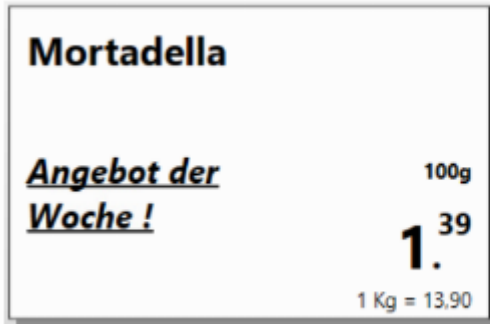 Mortadella
Angebot der
Woche !
100g
1.39
1 Kg = 13,90